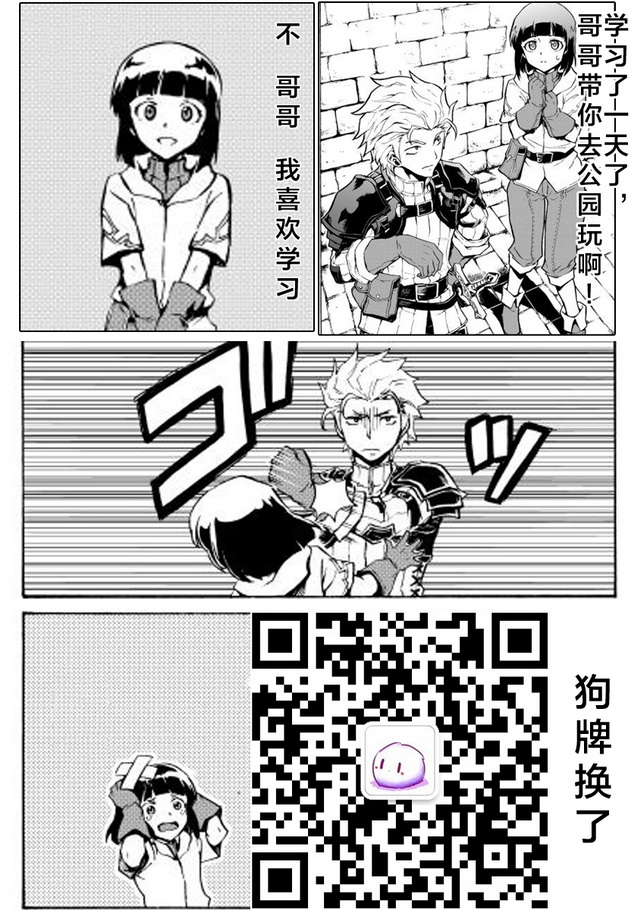 学习了一天了，
哥哥带你去公园玩啊！
不 哥哥 我喜欢学习
ゴッ
狗牌换了